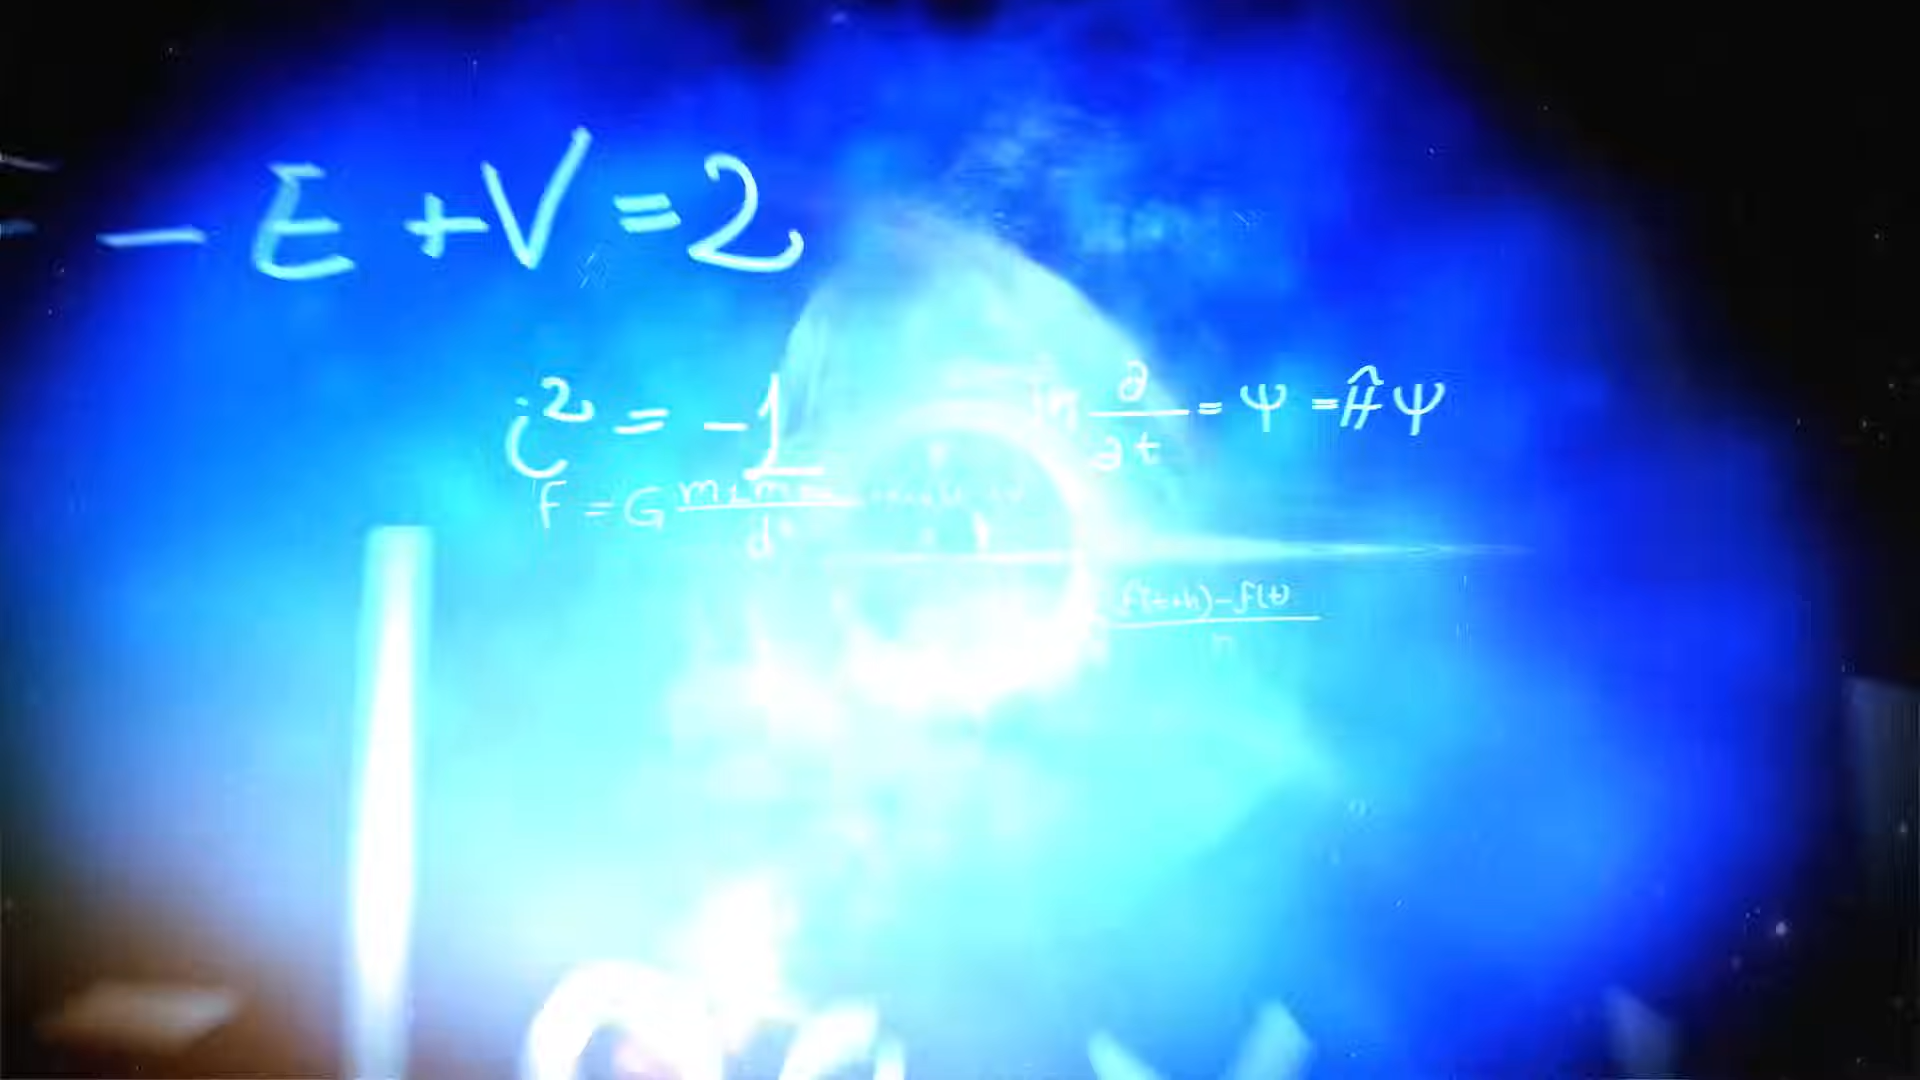 - E + V = 2
i² = -1
∂/∂t = Ψ = ĤΨ
F = G m₁m₂/d²
f(t+h) - f(t)/h